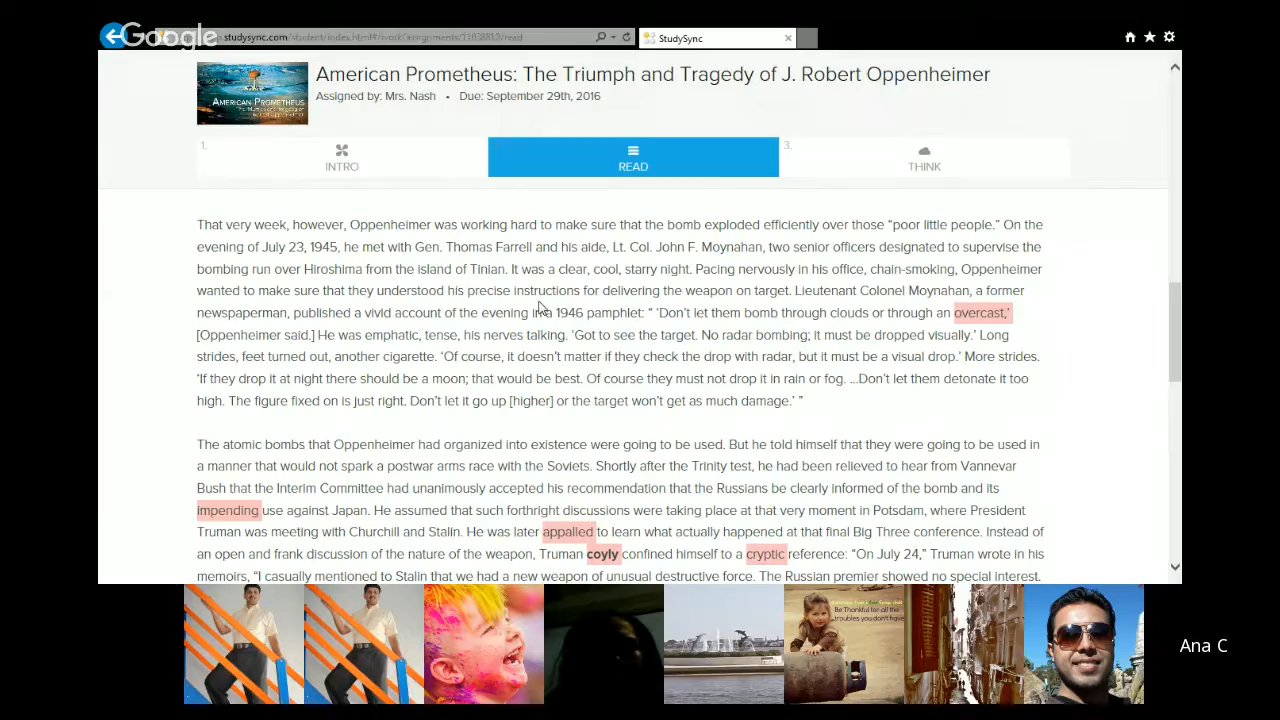 Google
studysync.com/student/index.html#/work/assignments/11638810/read
StudySync
AMERICAN PROMETHEUS
American Prometheus: The Triumph and Tragedy of J. Robert Oppenheimer
Assigned by: Mrs. Nash • Due: September 29th, 2016
1.
INTRO
READ
3.
THINK
That very week, however, Oppenheimer was working hard to make sure that the bomb exploded efficiently over those “poor little people.” On the
evening of July 23, 1945, he met with Gen. Thomas Farrell and his aide, Lt. Col. John F. Moynahan, two senior officers designated to supervise the
bombing run over Hiroshima from the island of Tinian. It was a clear, cool, starry night. Pacing nervously in his office, chain-smoking, Oppenheimer
wanted to make sure that they understood his precise instructions for delivering the weapon on target. Lieutenant Colonel Moynahan, a former
newspaperman, published a vivid account of the evening in a 1946 pamphlet: “ ‘Don’t let them bomb through clouds or through an overcast,’
[Oppenheimer said.] He was emphatic, tense, his nerves talking. ‘Got to see the target. No radar bombing; it must be dropped visually.’ Long
strides, feet turned out, another cigarette. ‘Of course, it doesn’t matter if they check the drop with radar, but it must be a visual drop.’ More strides.
‘If they drop it at night there should be a moon; that would be best. Of course they must not drop it in rain or fog. ...Don’t let them detonate it too
high. The figure fixed on is just right. Don’t let it go up [higher] or the target won’t get as much damage.’ ”
The atomic bombs that Oppenheimer had organized into existence were going to be used. But he told himself that they were going to be used in
a manner that would not spark a postwar arms race with the Soviets. Shortly after the Trinity test, he had been relieved to hear from Vannevar
Bush that the Interim Committee had unanimously accepted his recommendation that the Russians be clearly informed of the bomb and its
impending use against Japan. He assumed that such forthright discussions were taking place at that very moment in Potsdam, where President
Truman was meeting with Churchill and Stalin. He was later appalled to learn what actually happened at that final Big Three conference. Instead of
an open and frank discussion of the nature of the weapon, Truman coyly confined himself to a cryptic reference: “On July 24,” Truman wrote in his
memoirs, “I casually mentioned to Stalin that we had a new weapon of unusual destructive force. The Russian premier showed no special interest.
Be Thankful for all the
troubles you don't have
Ana C